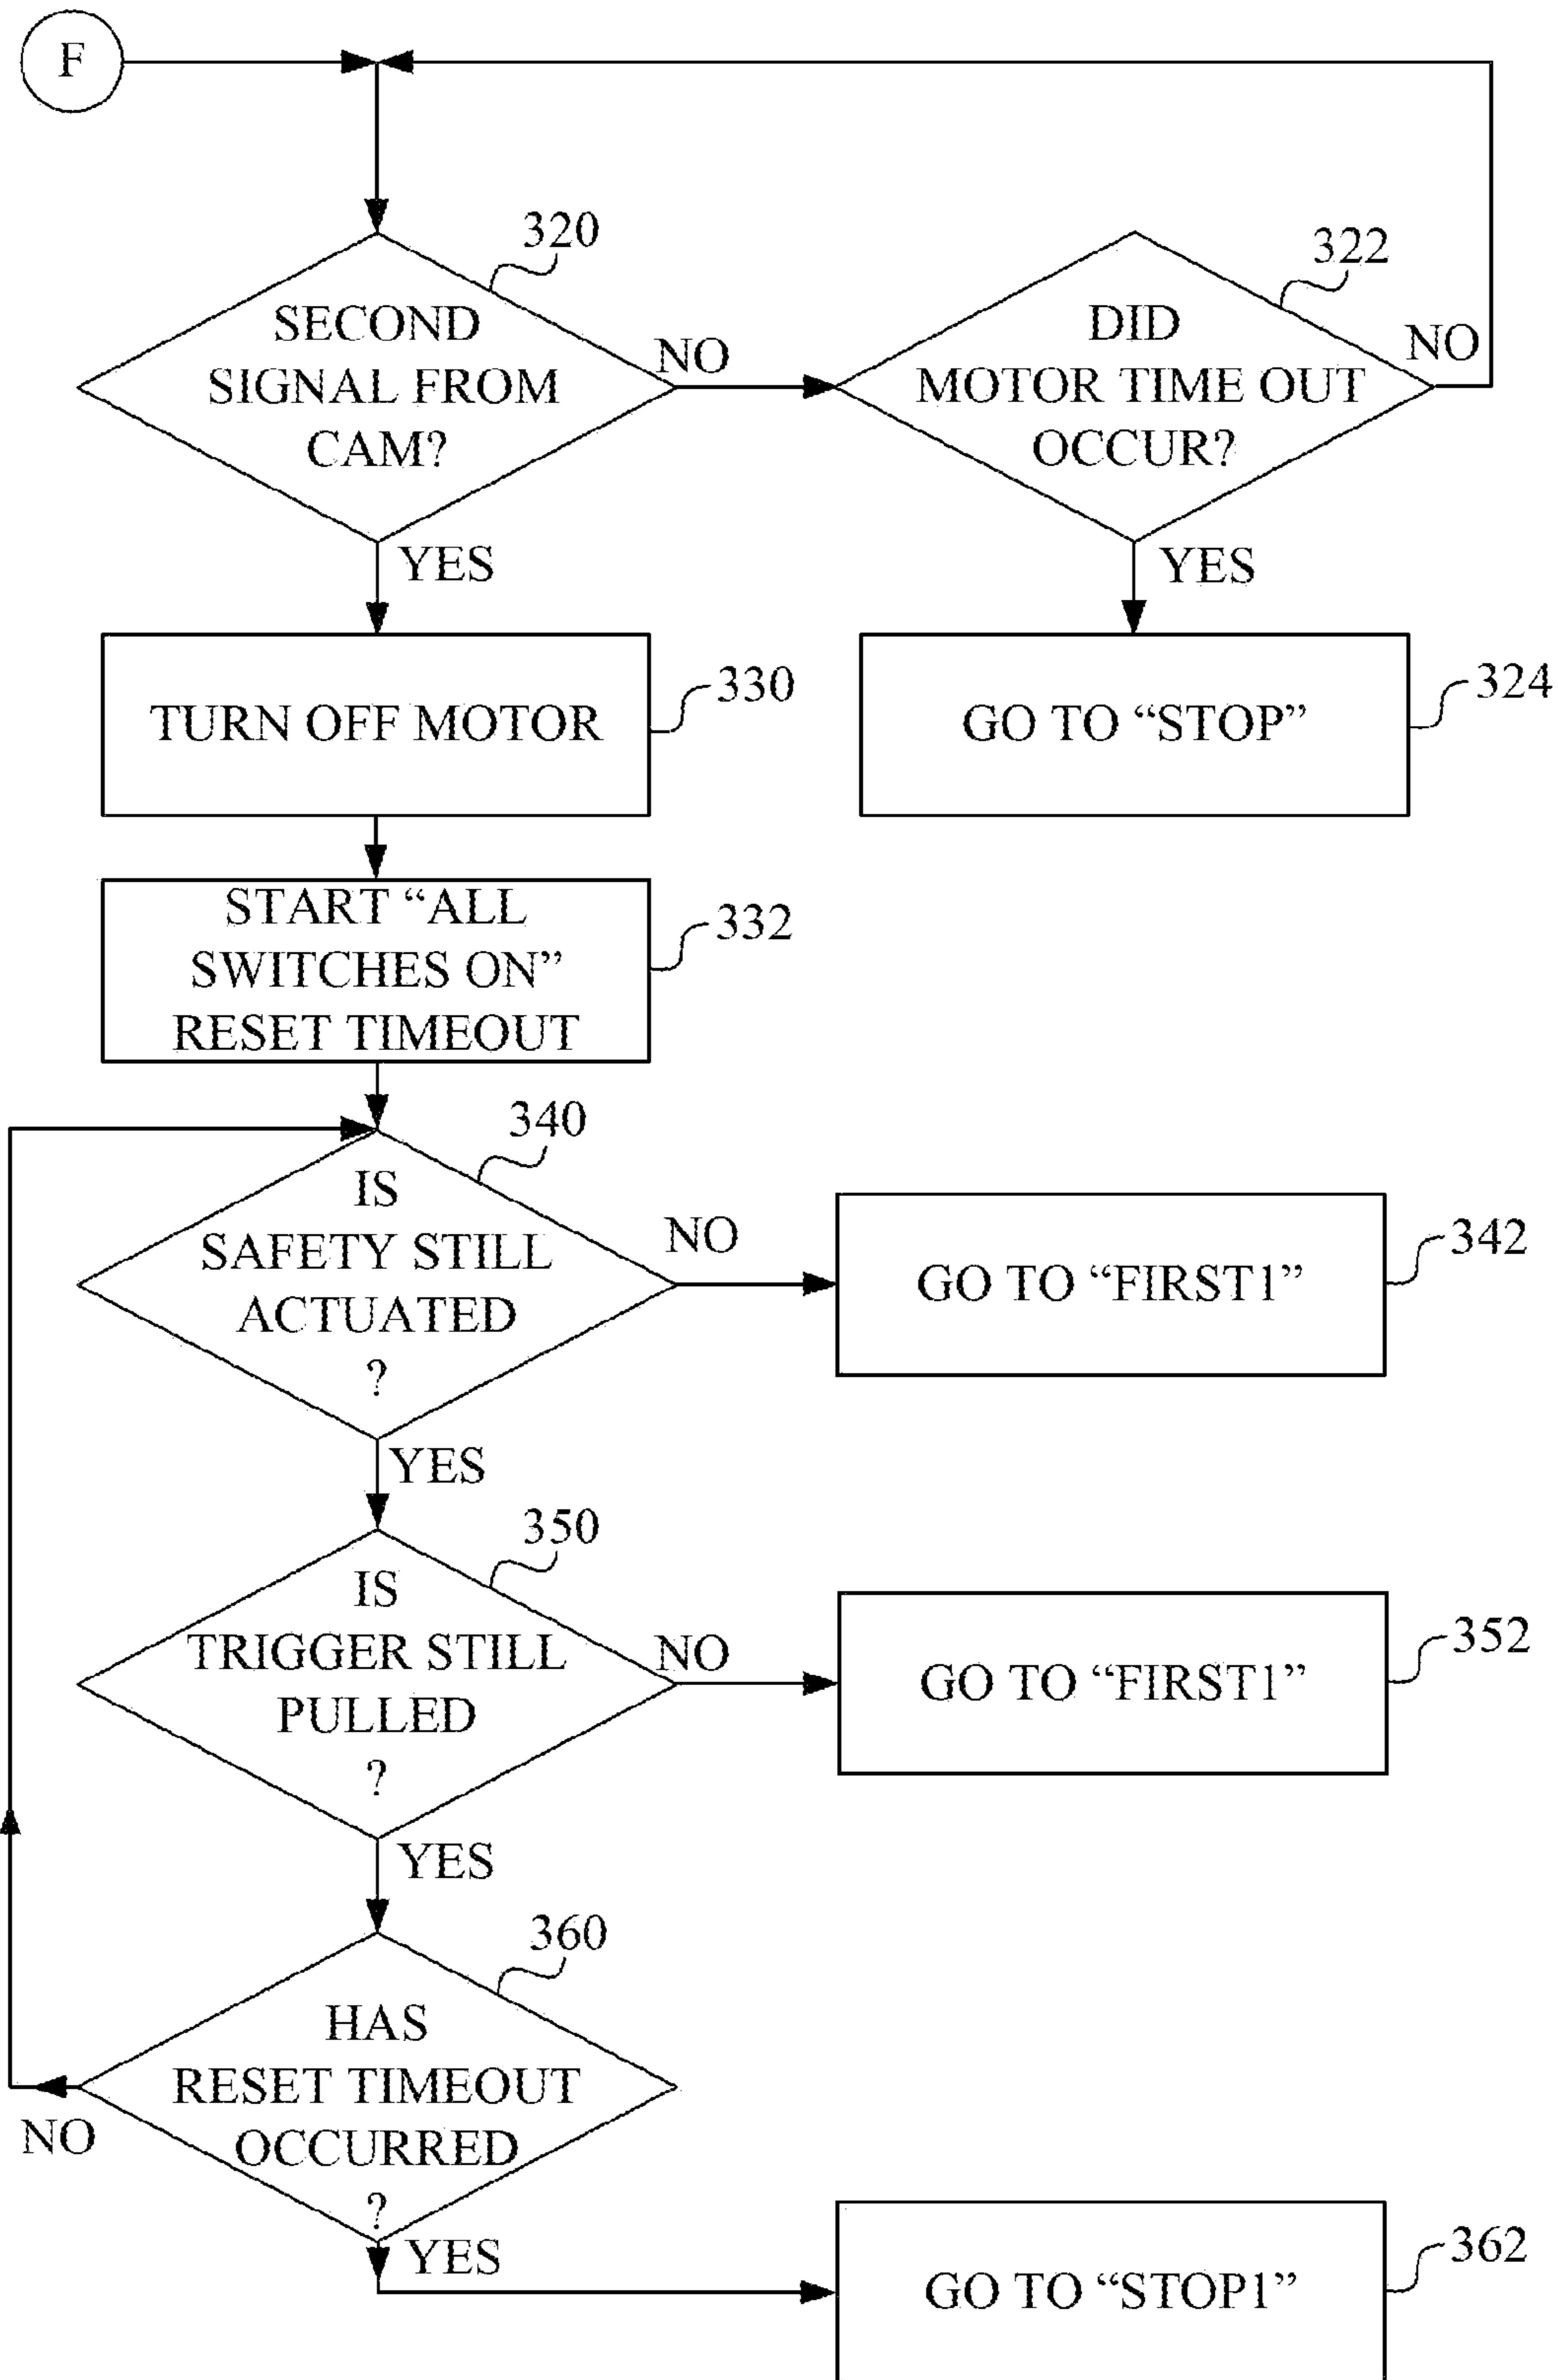 F
320
SECOND
SIGNAL FROM
CAM?
NO
YES
322
DID
MOTOR TIME OUT
OCCUR?
NO
YES
TURN OFF MOTOR
330
GO TO “STOP”
324
START “ALL
SWITCHES ON”
RESET TIMEOUT
332
340
IS
SAFETY STILL
ACTUATED
?
NO
YES
GO TO “FIRST1”
342
350
IS
TRIGGER STILL
PULLED
?
NO
YES
GO TO “FIRST1”
352
360
HAS
RESET TIMEOUT
OCCURRED
?
NO
YES
GO TO “STOP1”
362